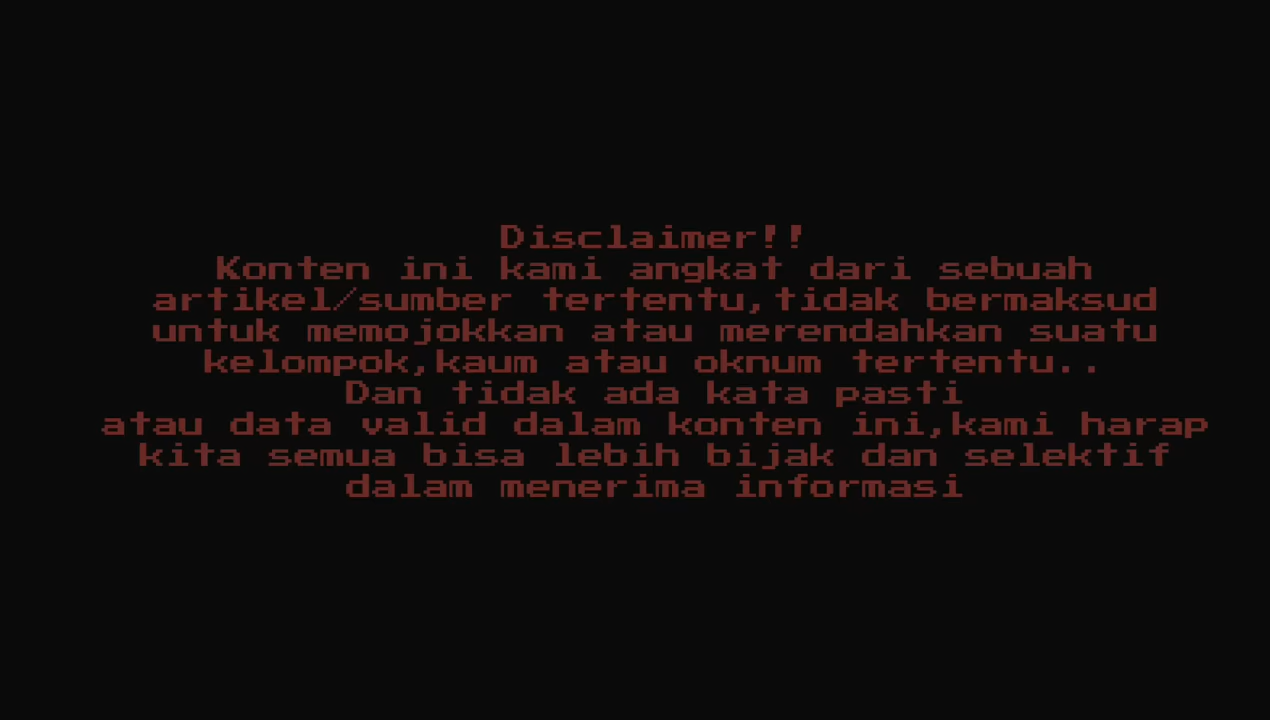 Disclaimer!!
Konten ini kami angkat dari sebuah
artikel/sumber tertentu,tidak bermaksud
untuk memojokkan atau merendahkan suatu
kelompok,kaum atau oknum tertentu..
Dan tidak ada kata pasti
atau data valid dalam konten ini,kami harap
kita semua bisa lebih bijak dan selektif
dalam menerima informasi